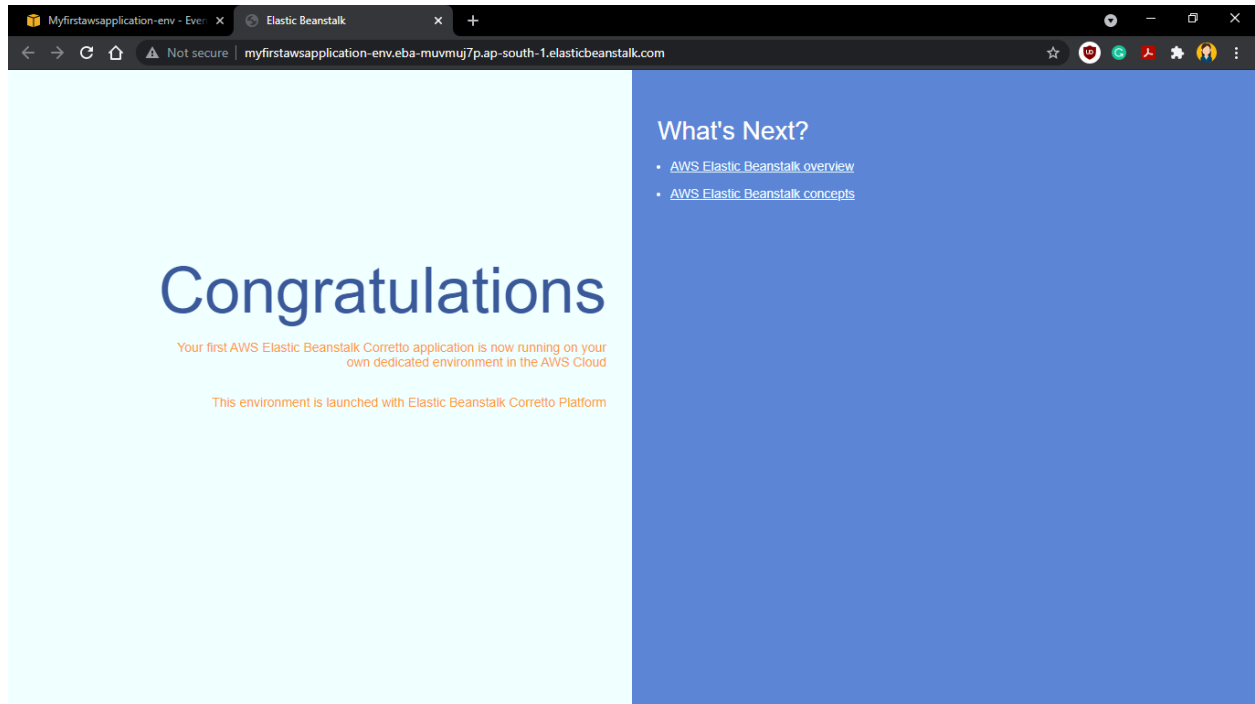 Myfirstawsapplication-env - Even
Elastic Beanstalk
Not secure | myfirstawsapplication-env.eba-muvmuj7p.ap-south-1.elasticbeanstalk.com
Congratulations
Your first AWS Elastic Beanstalk Corretto application is now running on your
own dedicated environment in the AWS Cloud
This environment is launched with Elastic Beanstalk Corretto Platform
What's Next?
• AWS Elastic Beanstalk overview
• AWS Elastic Beanstalk concepts